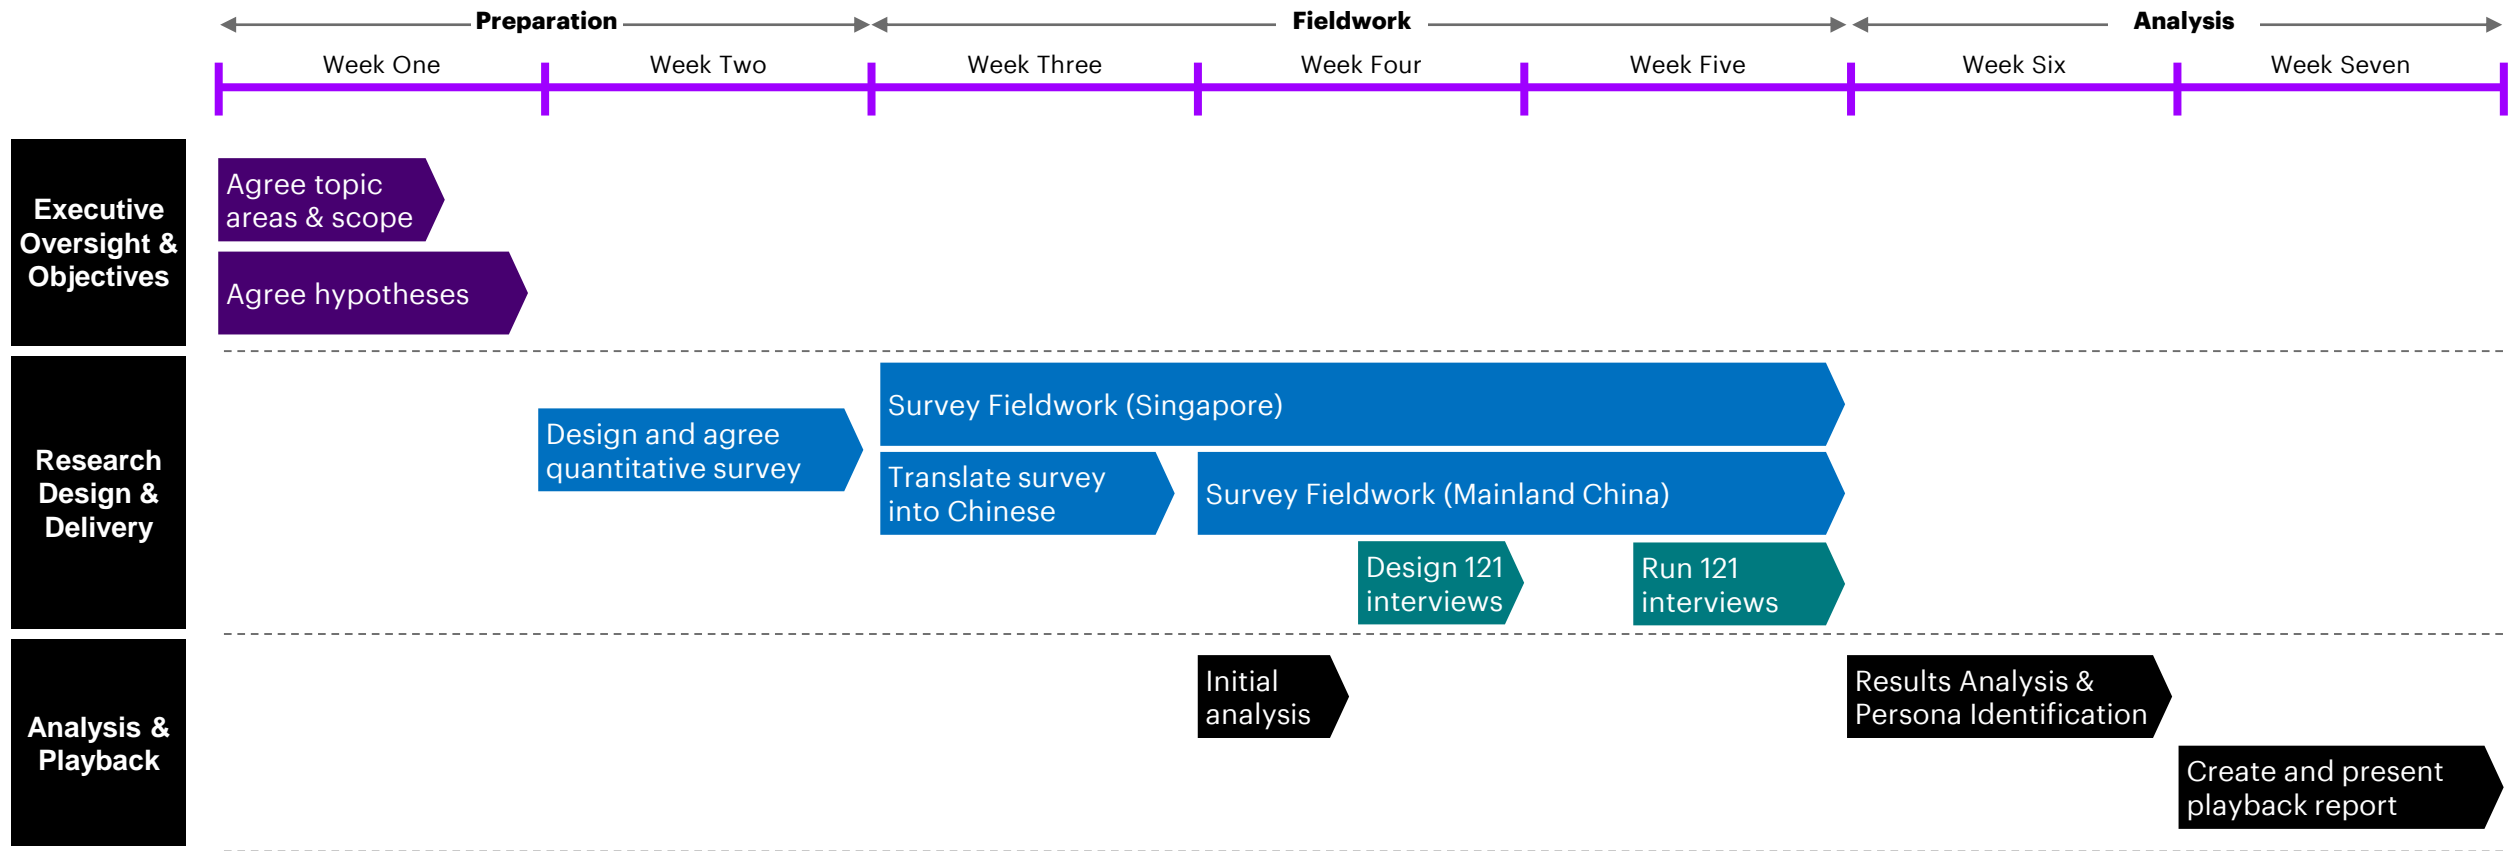 Preparation
Fieldwork
Analysis
Week One
Week Two
Week Three
Week Four
Week Five
Week Six
Week Seven
Executive
Oversight &
Objectives
Agree topic
areas & scope
Agree hypotheses
Research
Design &
Delivery
Survey Fieldwork (Singapore)
Design and agree
quantitative survey
Translate survey
into Chinese
Survey Fieldwork (Mainland China)
Design 121
interviews
Run 121
interviews
Analysis &
Playback
Initial
analysis
Results Analysis &
Persona Identification
Create and present
playback report